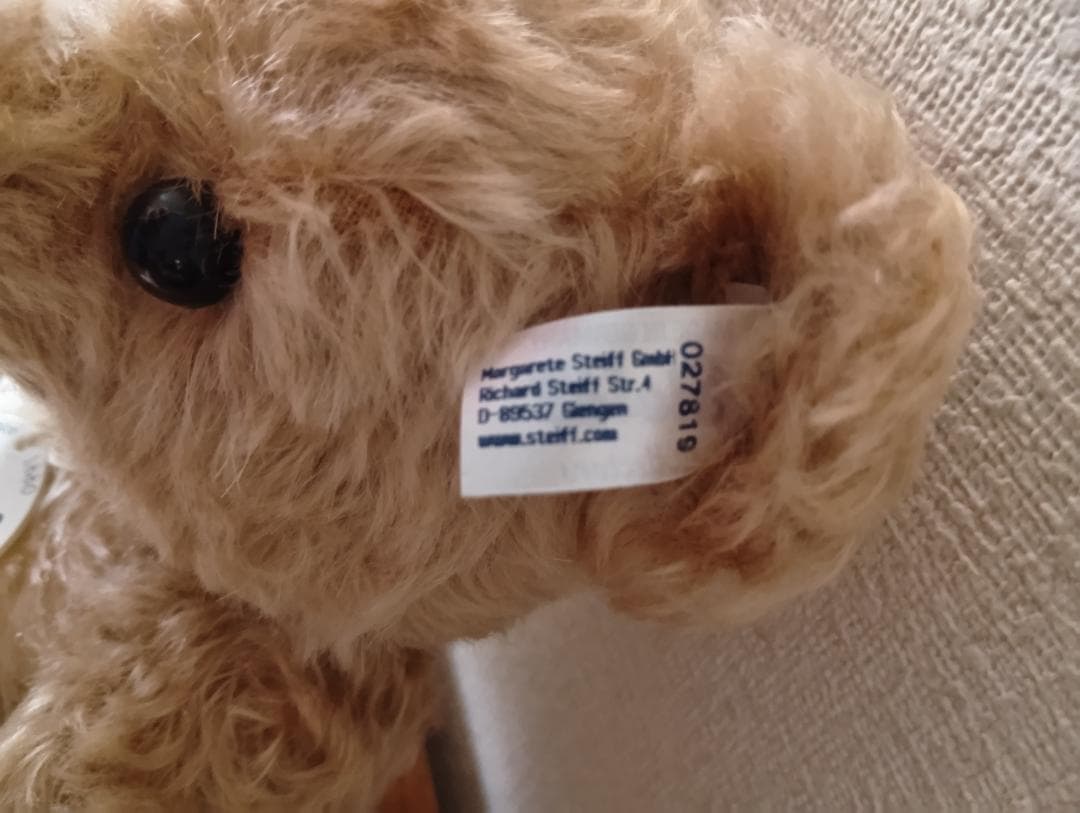 Margarete Steiff GmbH
Richard Steiff Str.4
D-89537 Giengen
www.steiff.com
027819